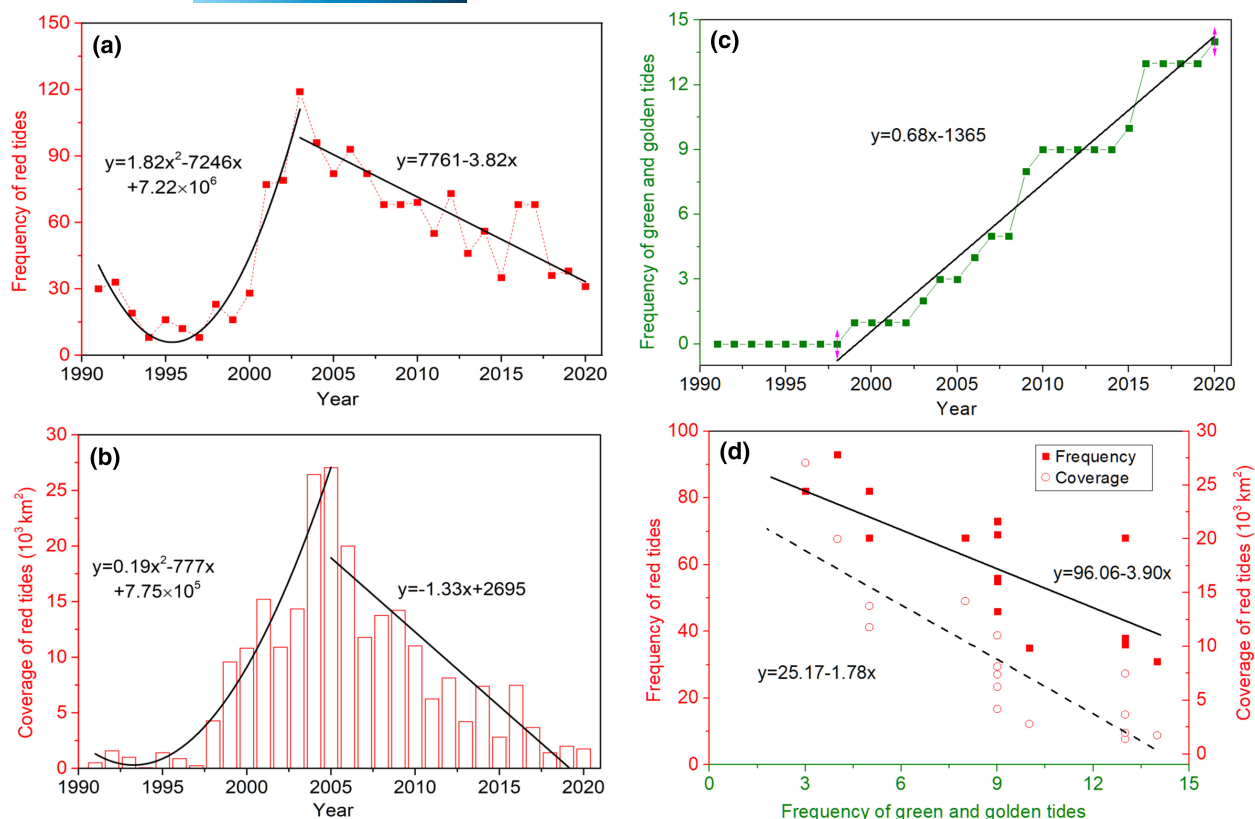 (a)
Frequency of red tides
150
120
90
60
30
0
y=1.82x²-7246x
+7.22×10⁶
y=7761-3.82x
1990
1995
2000
2005
2010
2015
2020
Year
(c)
Frequency of green and golden tides
15
12
9
6
3
0
y=0.68x-1365
1990
1995
2000
2005
2010
2015
2020
Year
(b)
Coverage of red tides (10³ km²)
30
25
20
15
10
5
0
y=0.19x²-777x
+7.75×10⁵
y=-1.33x+2695
1990
1995
2000
2005
2010
2015
2020
Year
(d)
Frequency of red tides
100
80
60
40
20
0
Frequency
Coverage
y=96.06-3.90x
y=25.17-1.78x
30
25
20
15
10
5
0
Coverage of red tides (10³ km²)
0
3
6
9
12
15
Frequency of green and golden tides